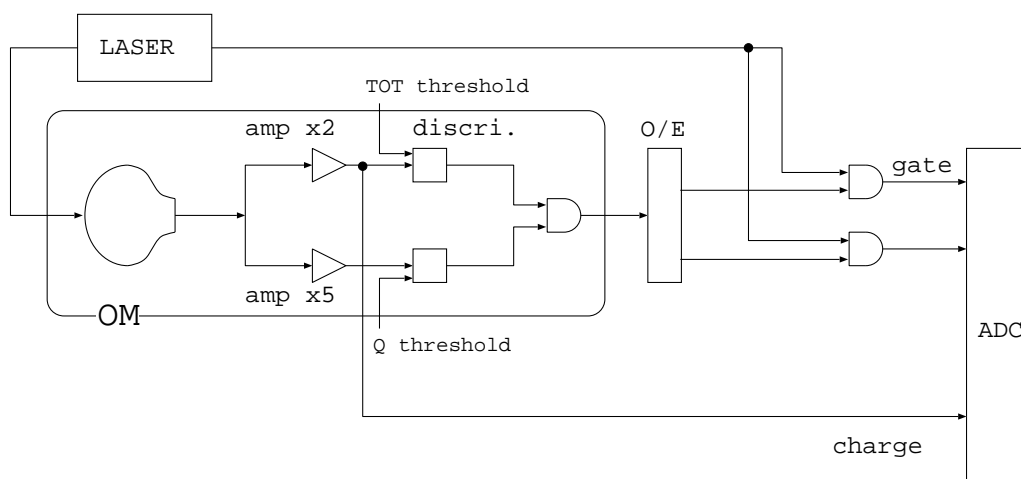 LASER
TOT threshold
amp x2
discri.
O/E
gate
amp x5
OM
Q threshold
ADC
charge